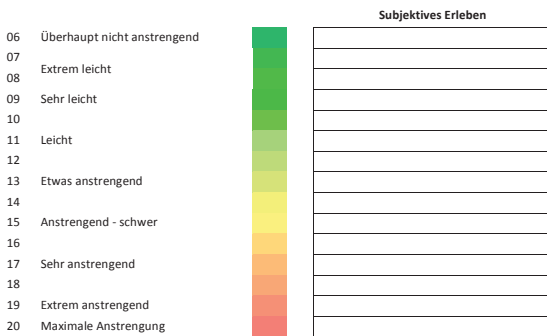 Subjektives Erleben
06 Überhaupt nicht anstrengend
07
Extrem leicht
08
09 Sehr leicht
10
11 Leicht
12
13 Etwas anstrengend
14
15 Anstrengend - schwer
16
17 Sehr anstrengend
18
19 Extrem anstrengend
20 Maximale Anstrengung